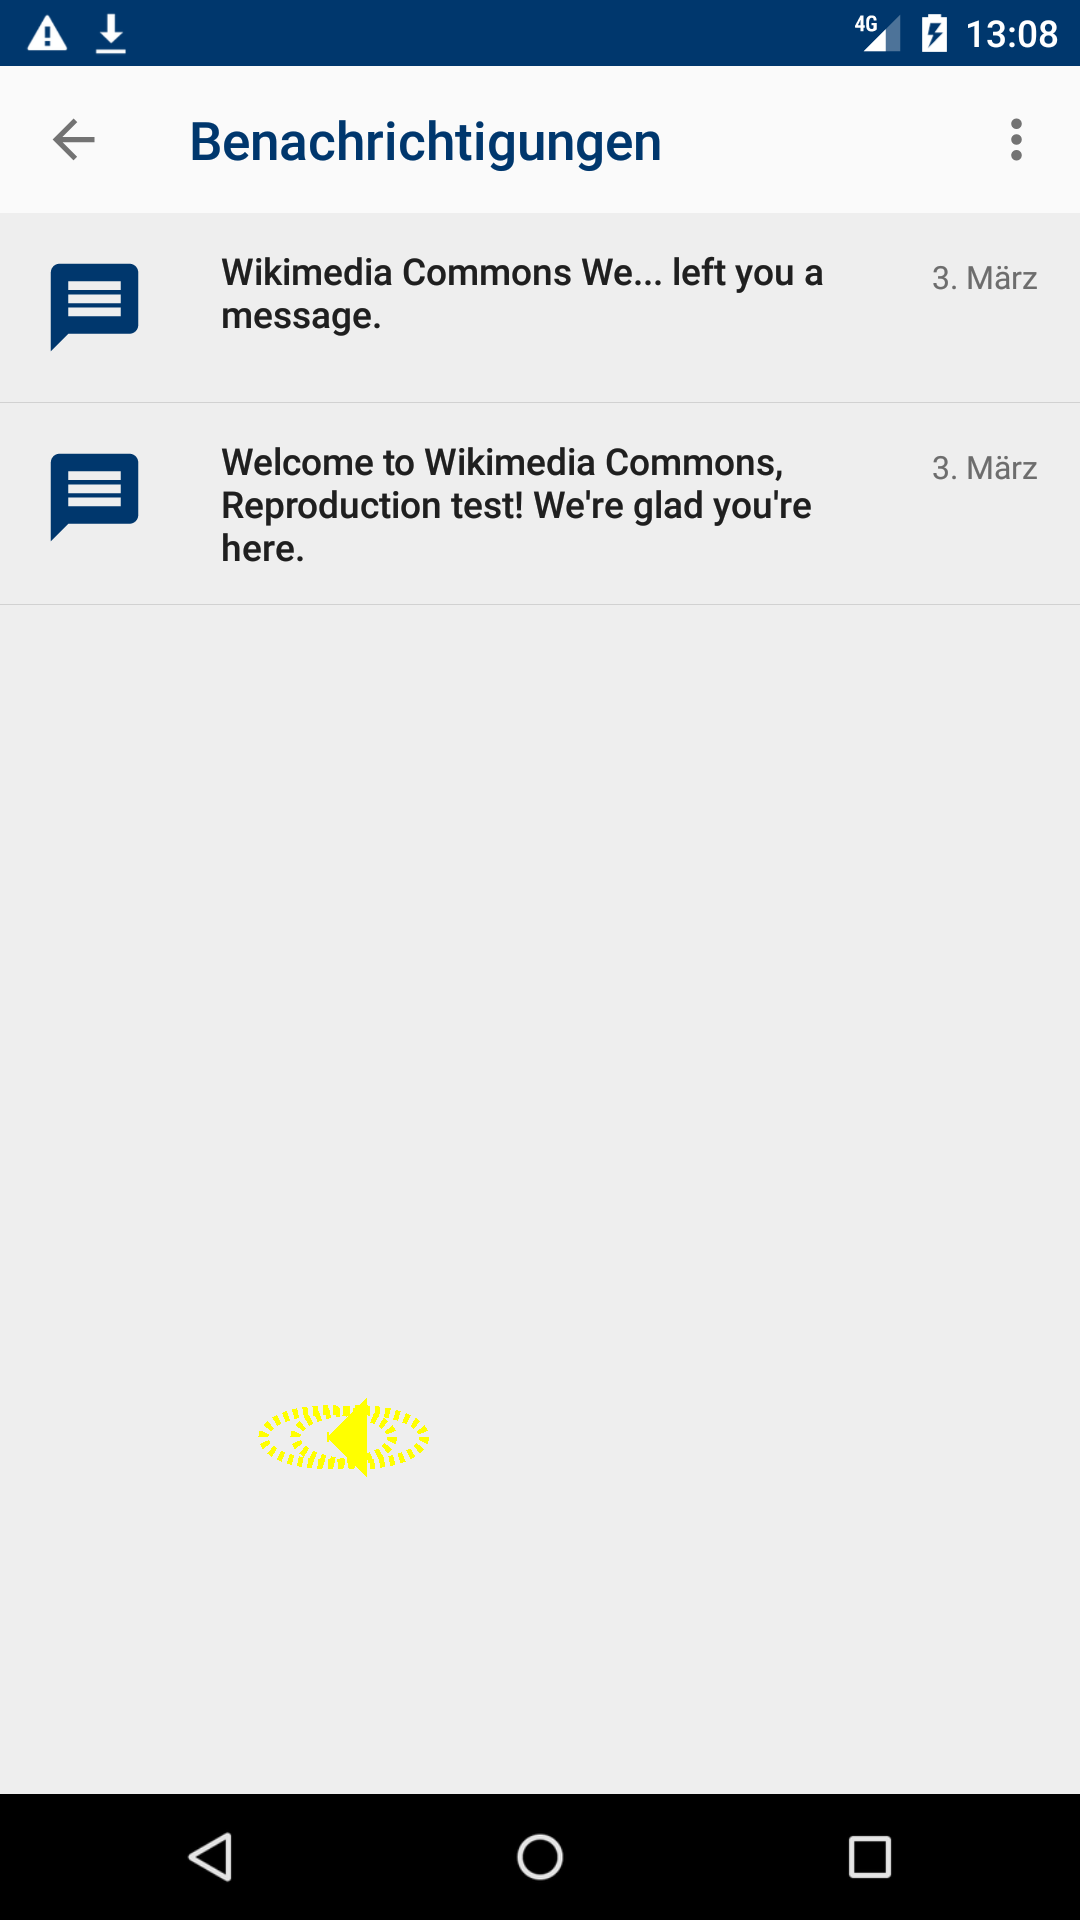 4G 13:08
Benachrichtigungen
Wikimedia Commons We... left you a
message.
3. März
Welcome to Wikimedia Commons,
Reproduction test! We're glad you're
here.
3. März